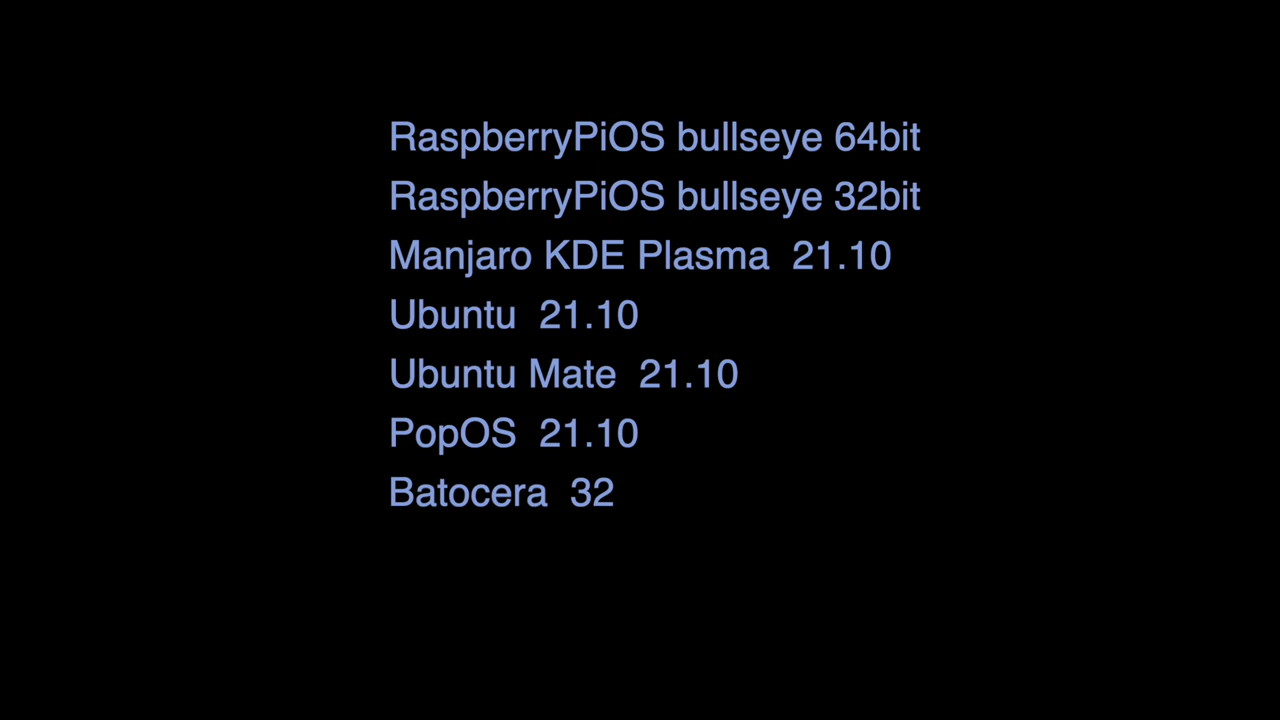 RaspberryPiOS bullseye 64bit
RaspberryPiOS bullseye 32bit
Manjaro KDE Plasma  21.10
Ubuntu  21.10
Ubuntu Mate  21.10
PopOS  21.10
Batocera  32